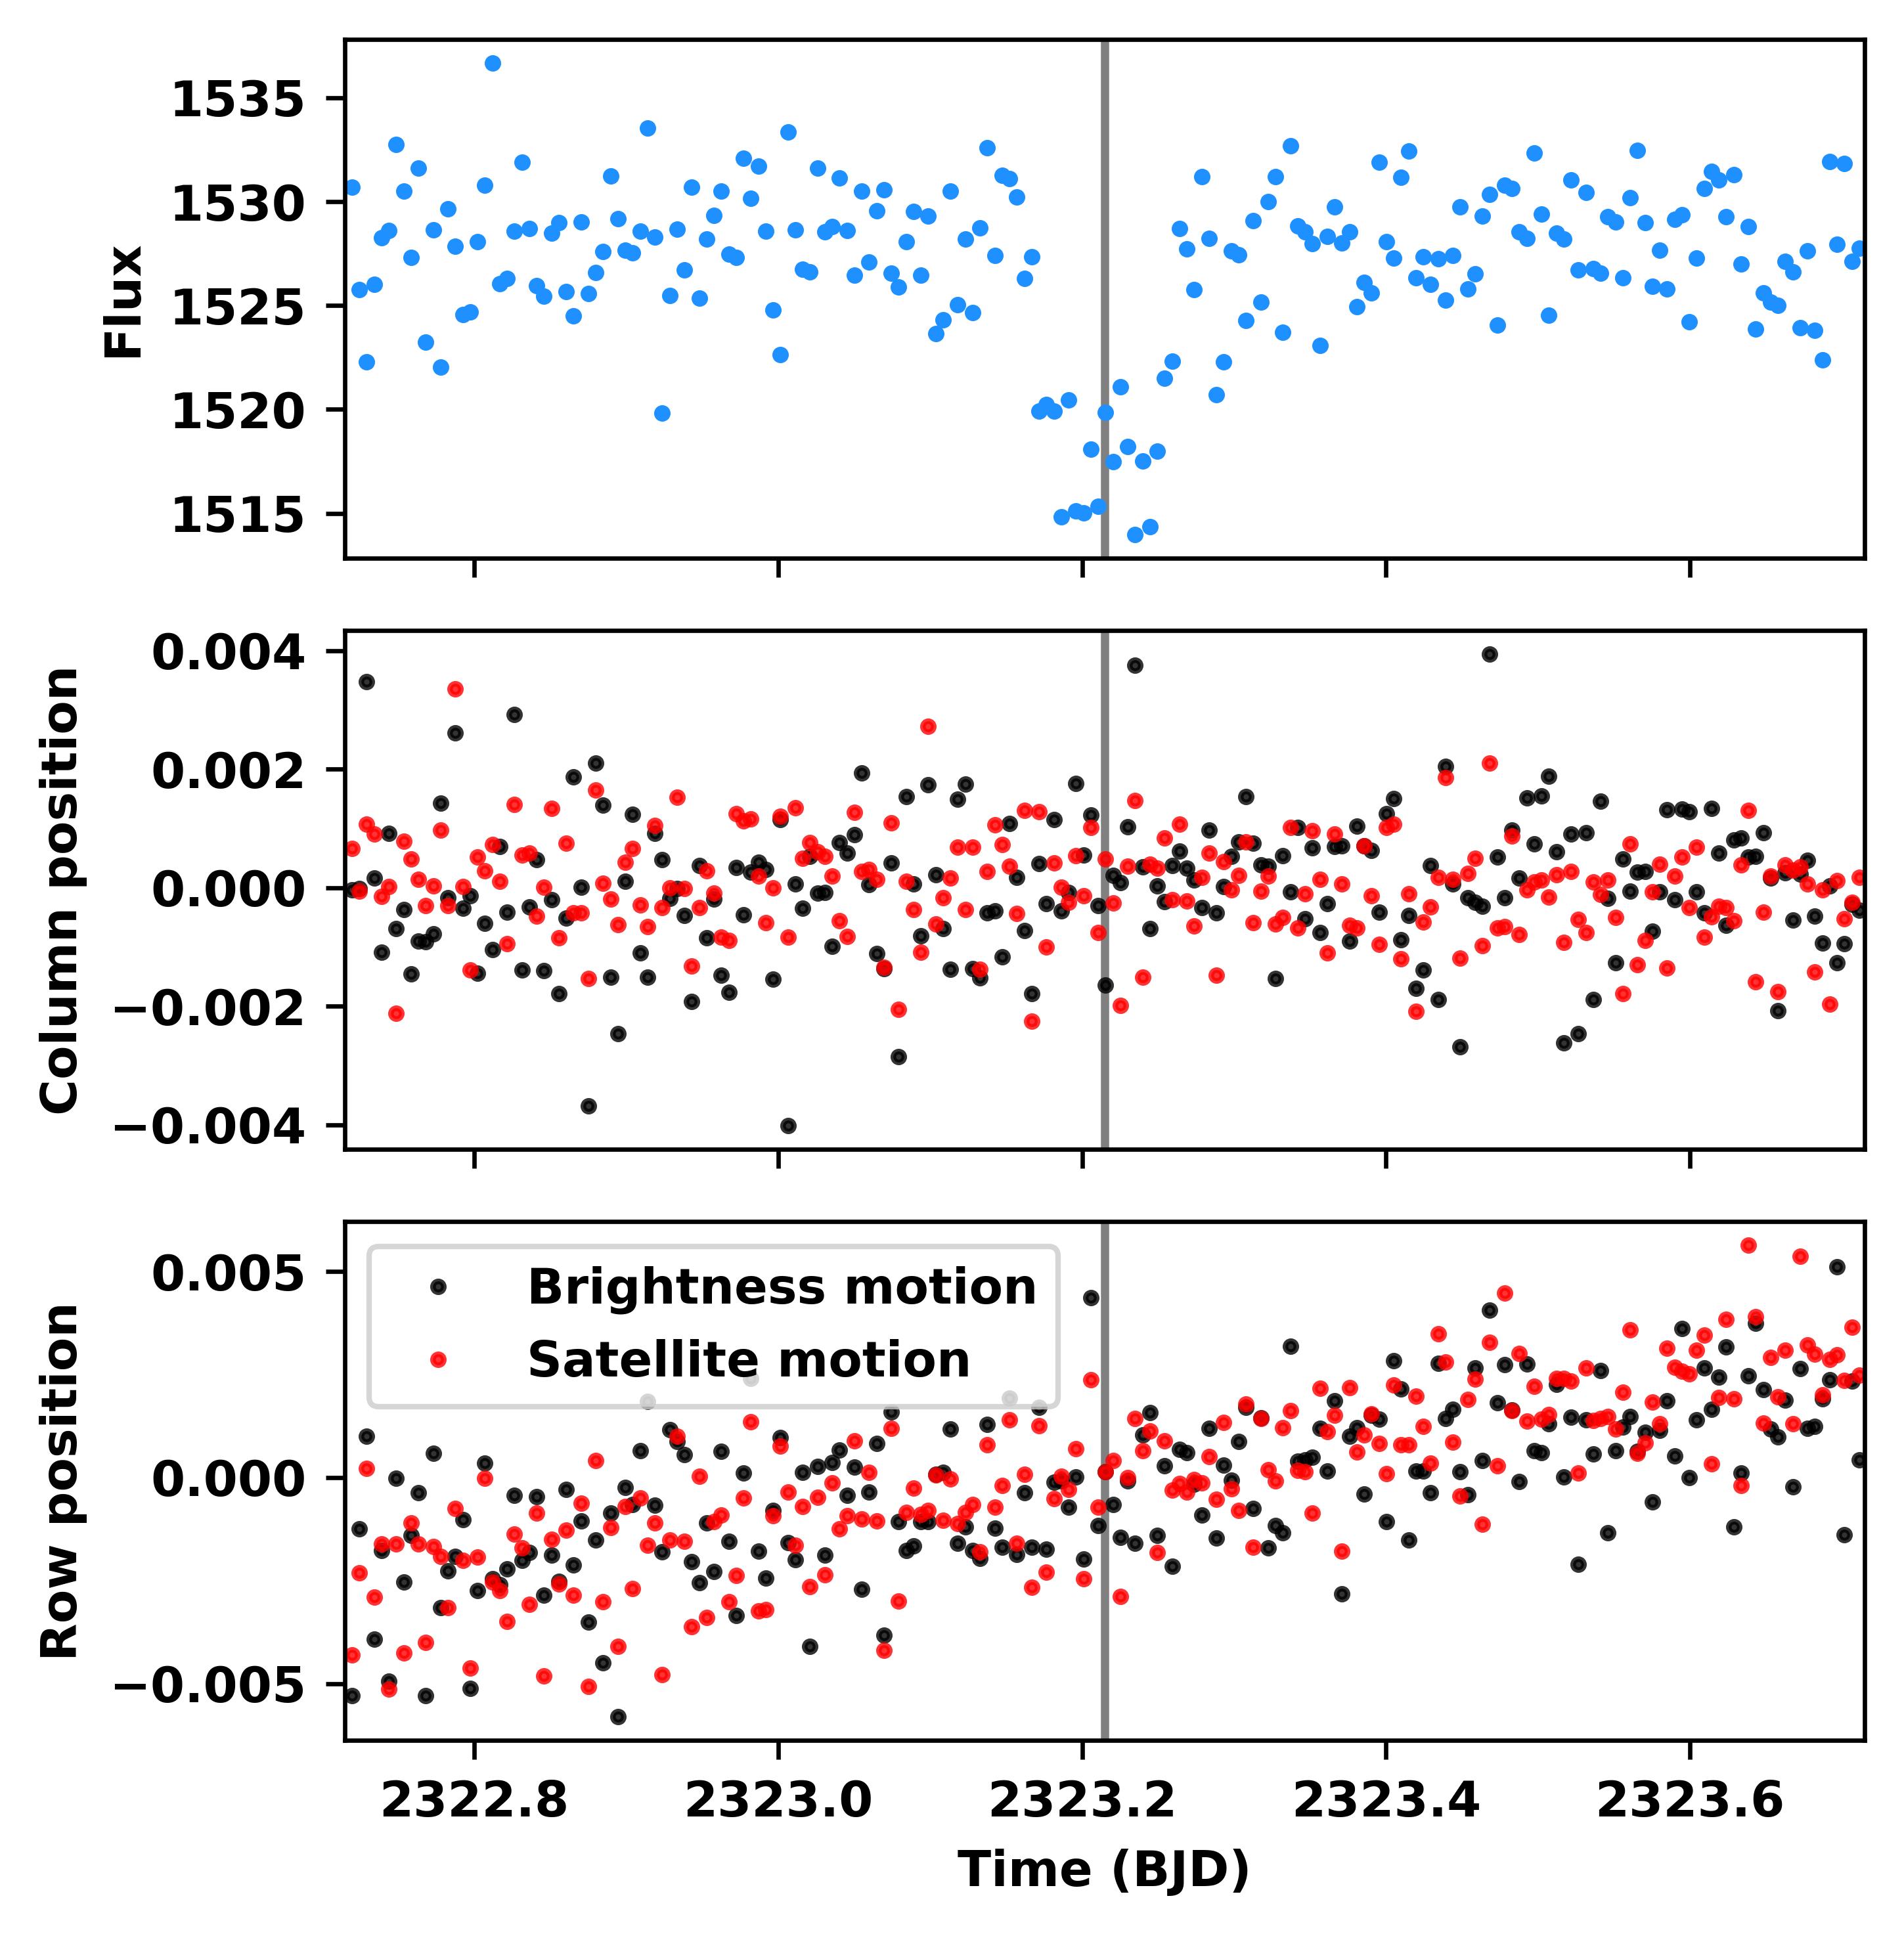 Flux
1535
1530
1525
1520
1515
Column position
0.004
0.002
0.000
−0.002
−0.004
Row position
0.005
0.000
−0.005
Brightness motion
Satellite motion
2322.8 2323.0 2323.2 2323.4 2323.6
Time (BJD)